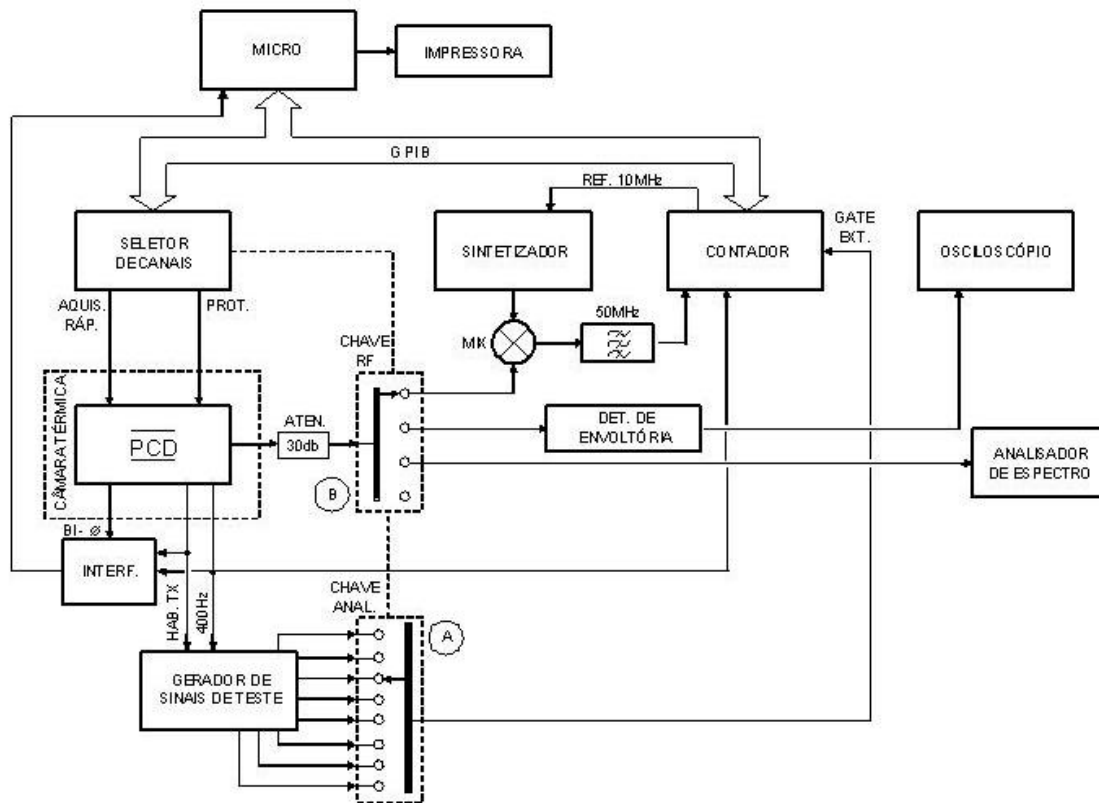 MICRO
IMPRESSORA
GPIB
REF. 10MHz
SELETOR
DE CANAIS
SINTETIZADOR
CONTADOR
GATE
EXT.
OSCILOSCÓPIO
AQUIS.
RÁP.
PROT.
50MHz
MIX
CHAVE
RF
CÂMARA TÉRMICA
PCD
ATEN.
30db
DET. DE
ENVOLTÓRIA
ANALISADOR
DE ESPECTRO
B
BI- Ø
INTERF.
HAB. TX
400Hz
CHAVE
ANAL.
A
GERADOR DE
SINAIS DE TESTE